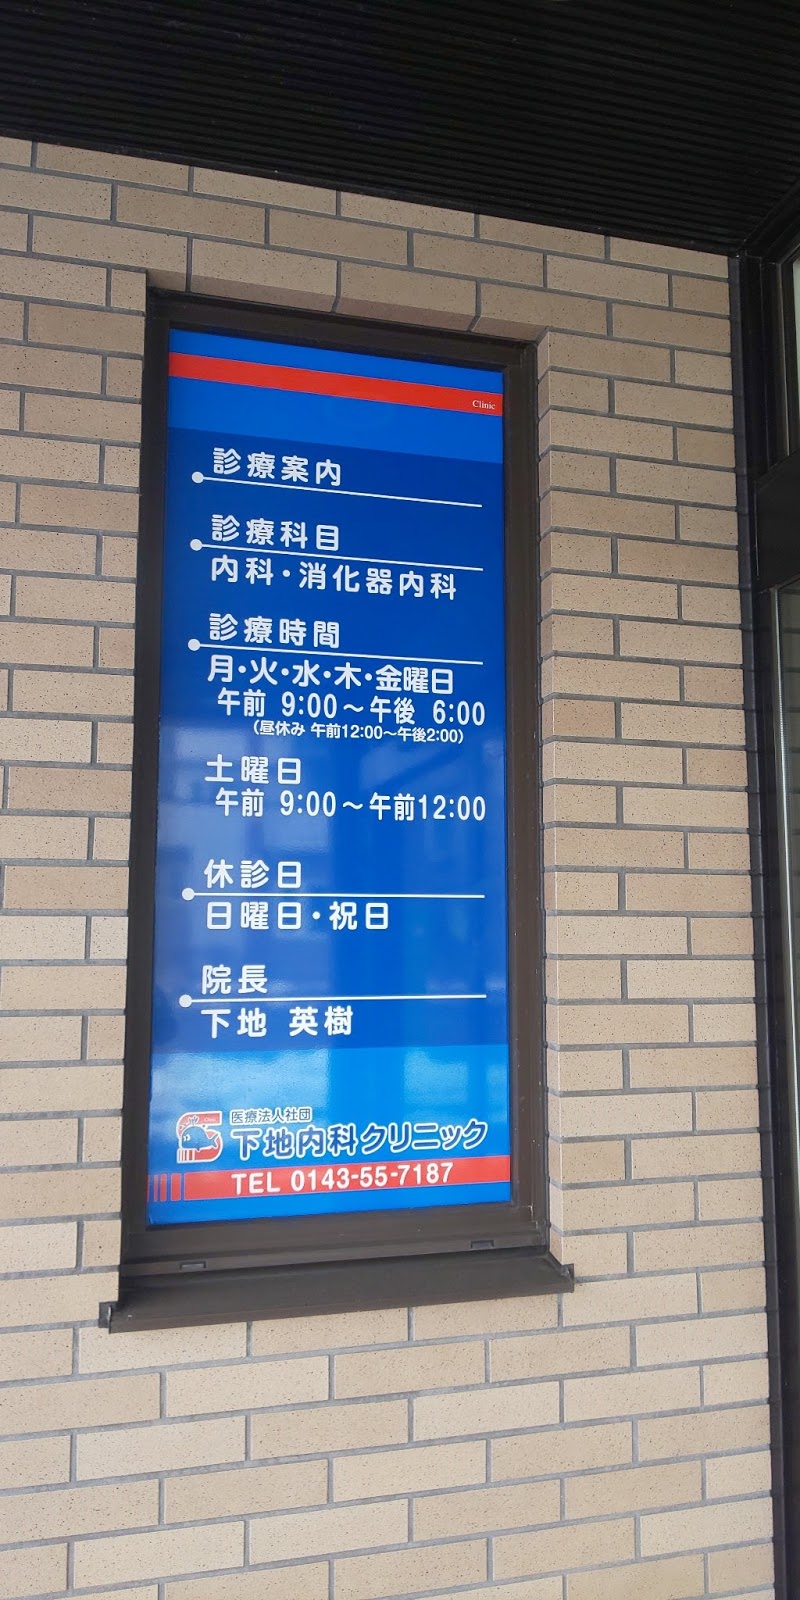 Clinic
診療案内
診療科目
内科・消化器内科
診療時間
月・火・水・木・金曜日
午前 9:00～午後 6:00
(昼休み 午前12:00～午後2:00)
土曜日
午前 9:00～午前12:00
休診日
日曜日・祝日
院長
下地 英樹
医療法人社団
下地内科クリニック
TEL 0143-55-7187